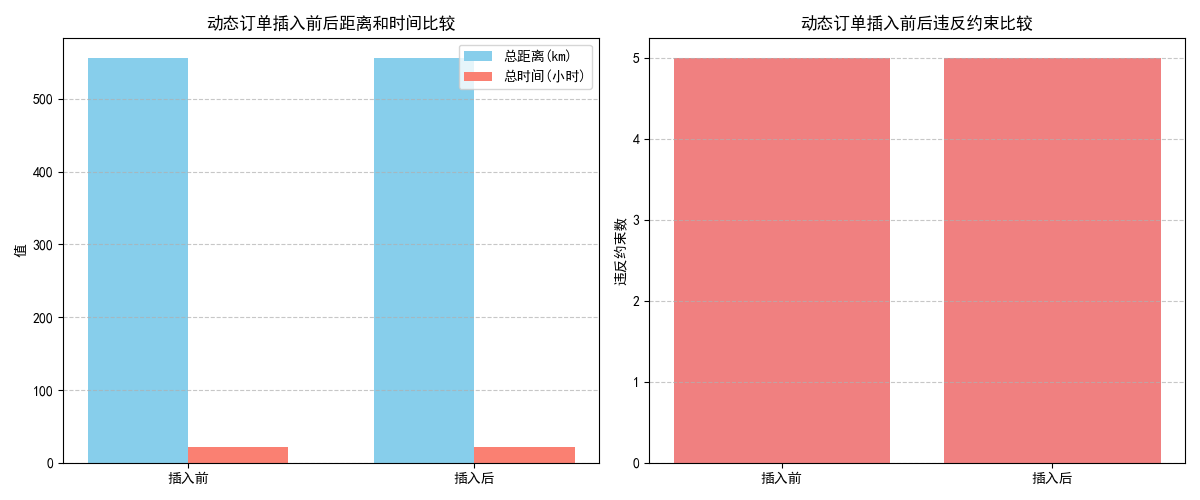 动态订单插入前后距离和时间比较
总距离(km)
总时间(小时)
500
400
300
200
100
0
值
插入前
插入后
动态订单插入前后违反约束比较
5
4
3
2
1
0
违反约束数
插入前
插入后